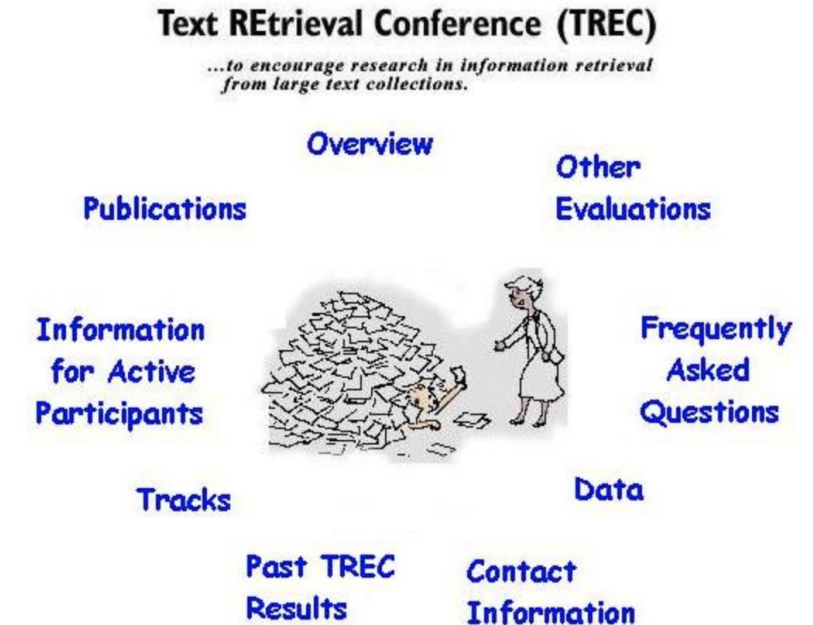 Text REtrieval Conference (TREC)
...to encourage research in information retrieval
from large text collections.
Overview
Other
Evaluations
Publications
Information
for Active
Participants
Frequently
Asked
Questions
Tracks
Data
Past TREC
Results
Contact
Information